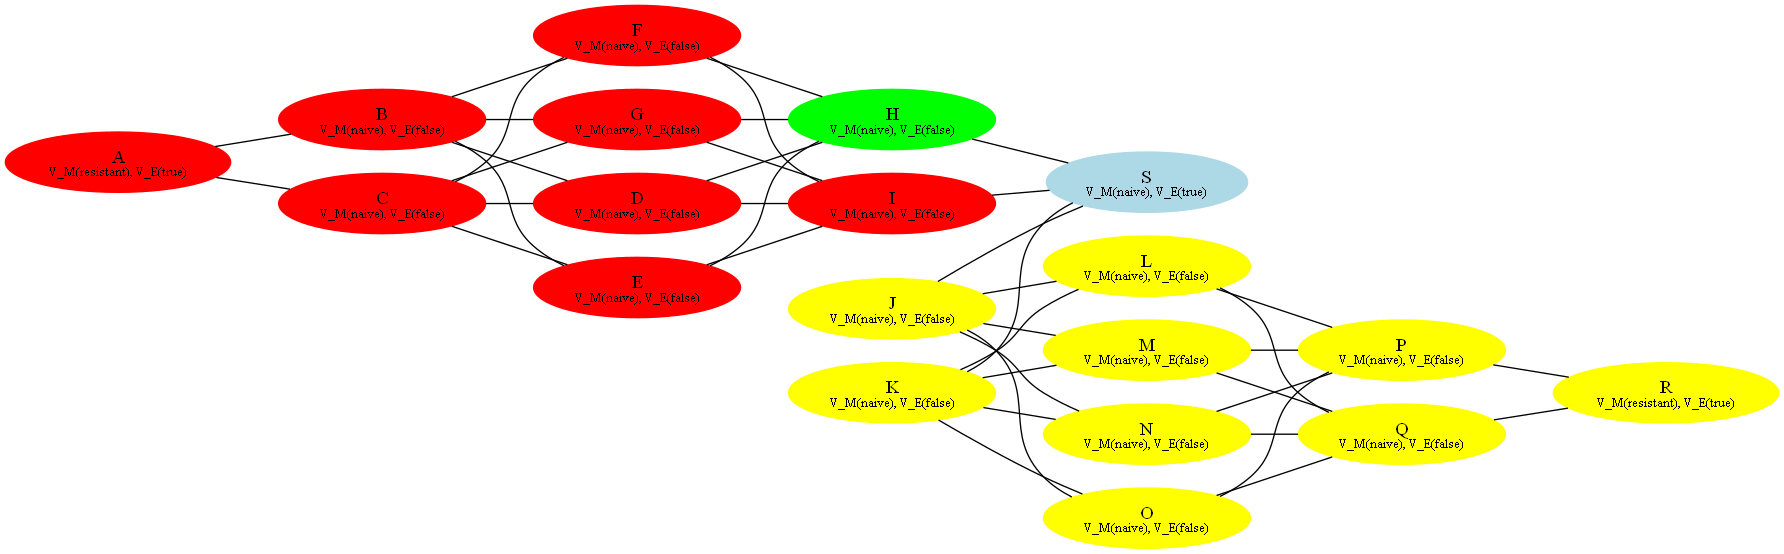 F
V_M(naive), V_E(false)
B
V_M(naive), V_E(false)
G
V_M(naive), V_E(false)
H
V_M(naive), V_E(false)
A
V_M(resistant), V_E(true)
S
V_M(naive), V_E(true)
C
V_M(naive), V_E(false)
D
V_M(naive), V_E(false)
I
V_M(naive), V_E(false)
L
V_M(naive), V_E(false)
E
V_M(naive), V_E(false)
J
V_M(naive), V_E(false)
M
V_M(naive), V_E(false)
P
V_M(naive), V_E(false)
K
V_M(naive), V_E(false)
R
V_M(resistant), V_E(true)
N
V_M(naive), V_E(false)
Q
V_M(naive), V_E(false)
O
V_M(naive), V_E(false)